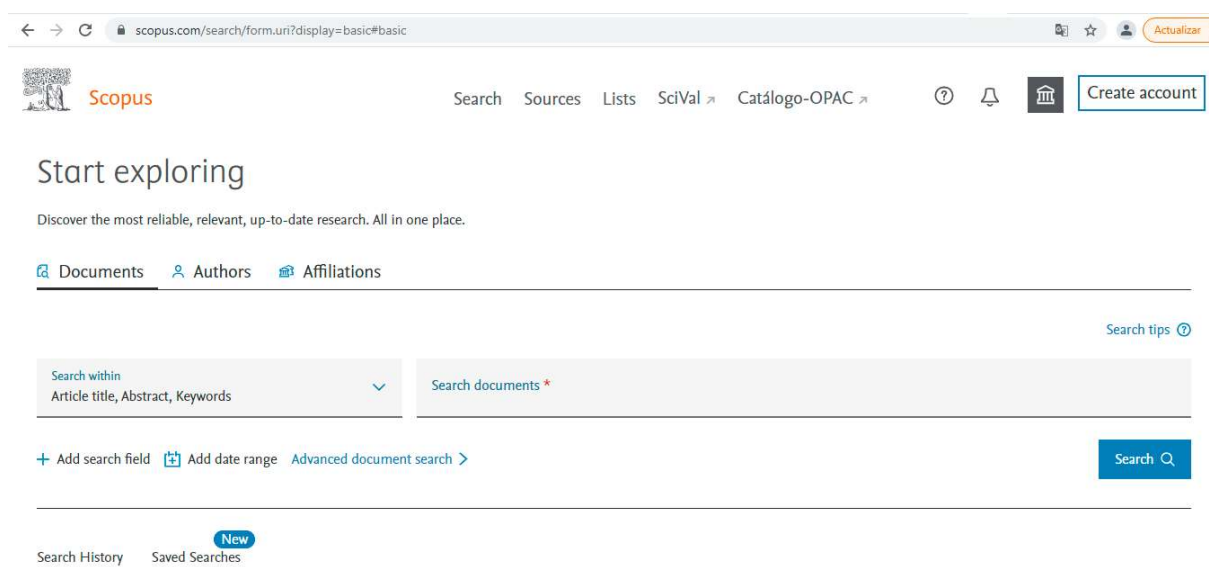 scopus.com/search/form.uri?display=basic#basic
Actualizar
Scopus
Search Sources Lists SciVal Catálogo-OPAC
Create account
Start exploring
Discover the most reliable, relevant, up-to-date research. All in one place.
Documents Authors Affiliations
Search tips
Search within
Article title, Abstract, Keywords
Search documents *
Add search field Add date range Advanced document search
Search
New
Search History Saved Searches